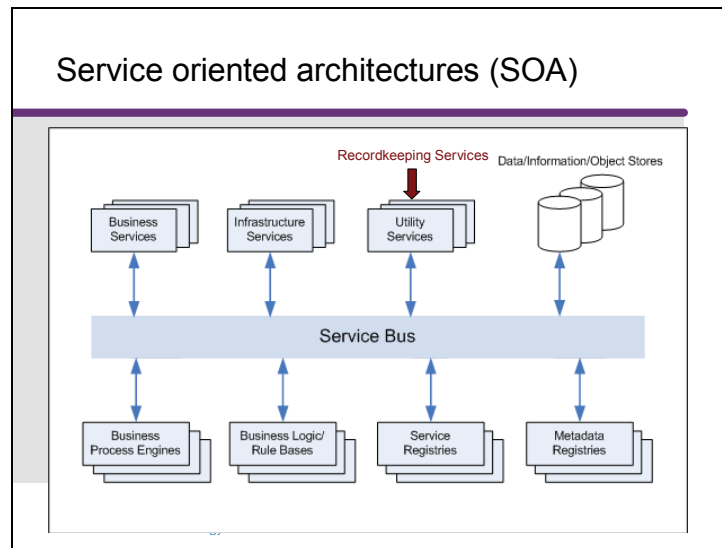 Service oriented architectures (SOA)
Recordkeeping Services
Data/Information/Object Stores
Business
Services
Infrastructure
Services
Utility
Services
Service Bus
Business
Process Engines
Business Logic/
Rule Bases
Service
Registries
Metadata
Registries